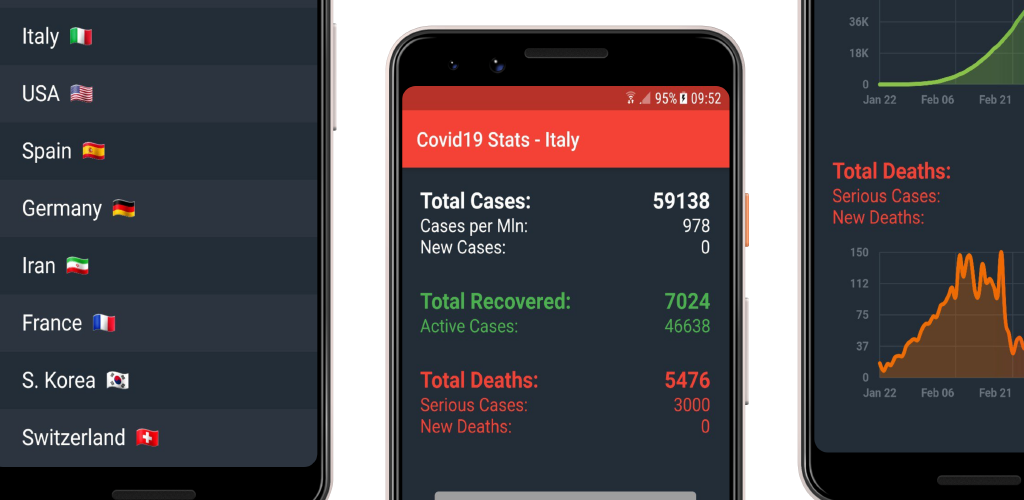 Italy
USA
Spain
Germany
Iran
France
S. Korea
Switzerland
95% 09:52
Covid19 Stats - Italy
Total Cases: 59138
Cases per Mln: 978
New Cases: 0
Total Recovered: 7024
Active Cases: 46638
Total Deaths: 5476
Serious Cases: 3000
New Deaths: 0
36K
18K
0
Jan 22 Feb 06 Feb 21
Total Deaths:
Serious Cases:
New Deaths:
150
112
75
37
0
Jan 22 Feb 06 Feb 21